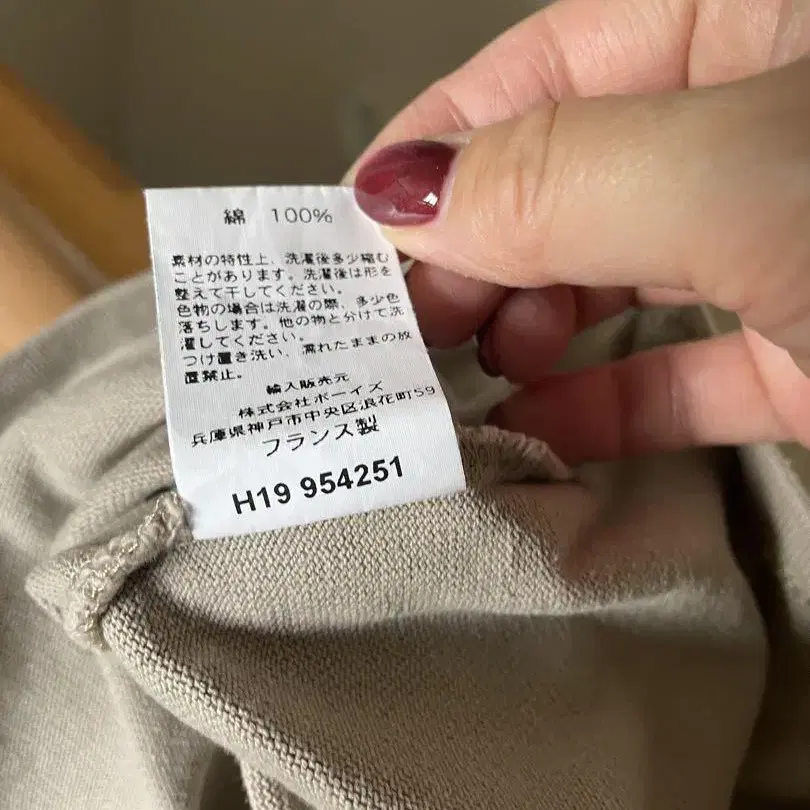 綿 100%
素材の特性上、洗濯後多少縮む
ことがあります。洗濯後は形を
整えて干してください。
色物の場合は洗濯の際、多少色
落ちします。他の物と分けて洗
濯してください。
つけ置き洗い、濡れたままの放
置禁止。
輸入販売元
株式会社ボーイズ
兵庫県神戸市中央区浪花町59
フランス製
H19 954251